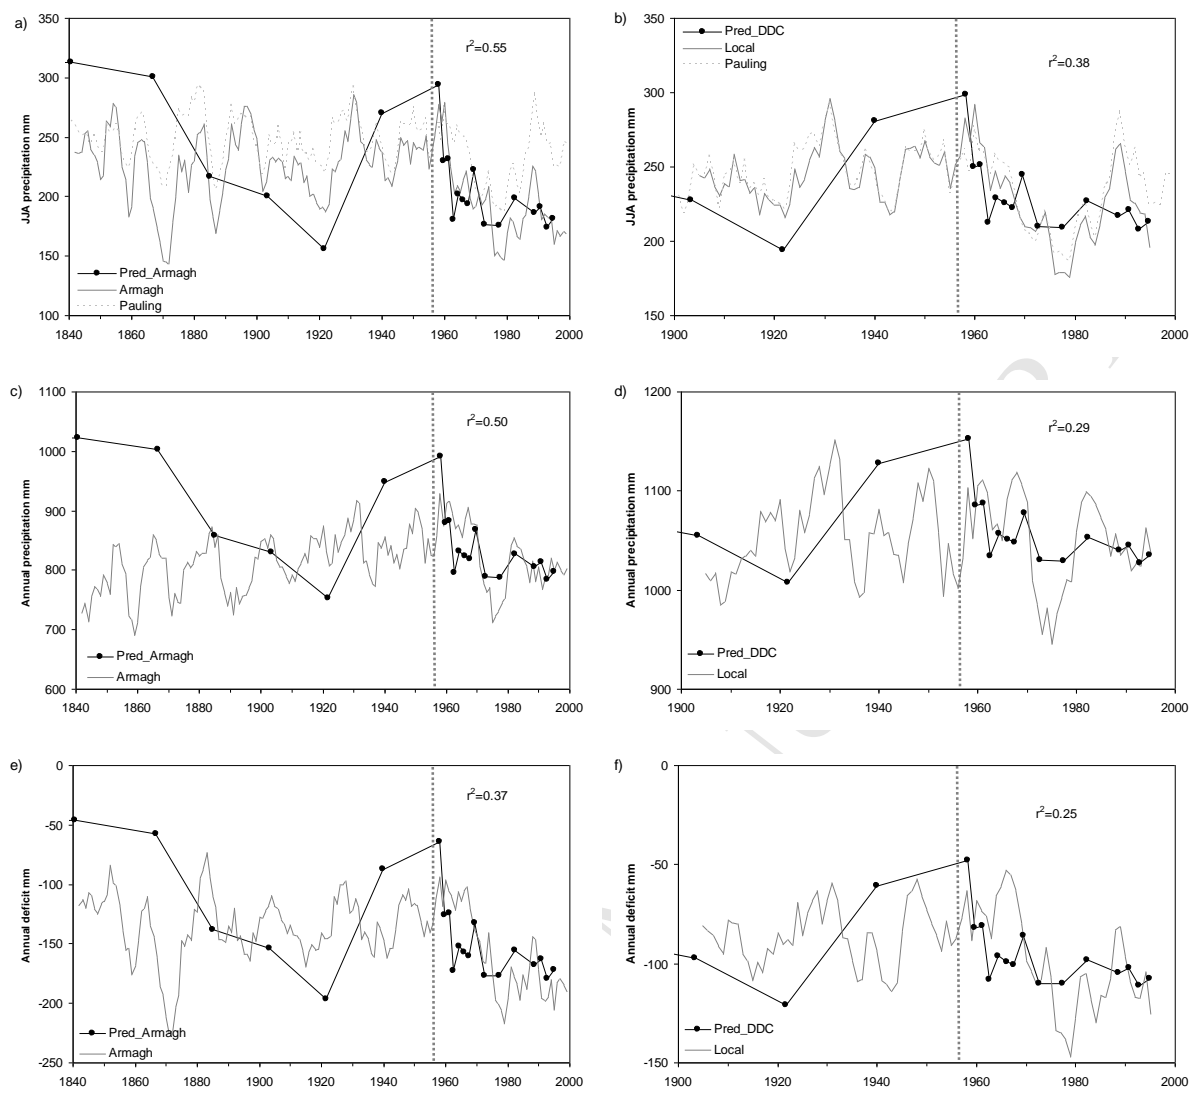 a)
JJA precipitation mm
350
300
250
200
150
100
r2=0.55
Pred_Armagh
Armagh
Pauling
1840 1860 1880 1900 1920 1940 1960 1980 2000
b)
JJA precipitation mm
350
300
250
200
150
Pred_DDC
Local
Pauling
r2=0.38
1900 1920 1940 1960 1980 2000
c)
Annual precipitation mm
1100
1000
900
800
700
600
r2=0.50
Pred_Armagh
Armagh
1840 1860 1880 1900 1920 1940 1960 1980 2000
d)
Annual precipitation mm
1200
1100
1000
900
r2=0.29
Pred_DDC
Local
1900 1920 1940 1960 1980 2000
e)
Annual deficit mm
0
-50
-100
-150
-200
-250
r2=0.37
Pred_Armagh
Armagh
1840 1860 1880 1900 1920 1940 1960 1980 2000
f)
Annual deficit mm
0
-50
-100
-150
r2=0.25
Pred_DDC
Local
1900 1920 1940 1960 1980 2000